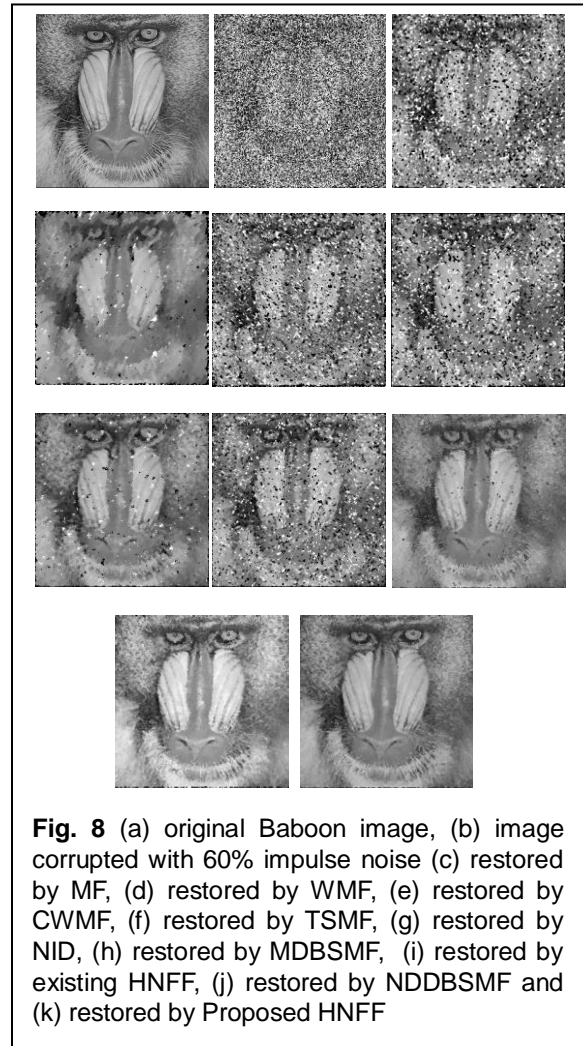 Fig. 8 (a) original Baboon image, (b) image
corrupted with 60% impulse noise (c) restored
by MF, (d) restored by WMF, (e) restored by
CWMF, (f) restored by TSMF, (g) restored by
NID, (h) restored by MDBSMF, (i) restored by
existing HNFF, (j) restored by NDDBSMF and
(k) restored by Proposed HNFF